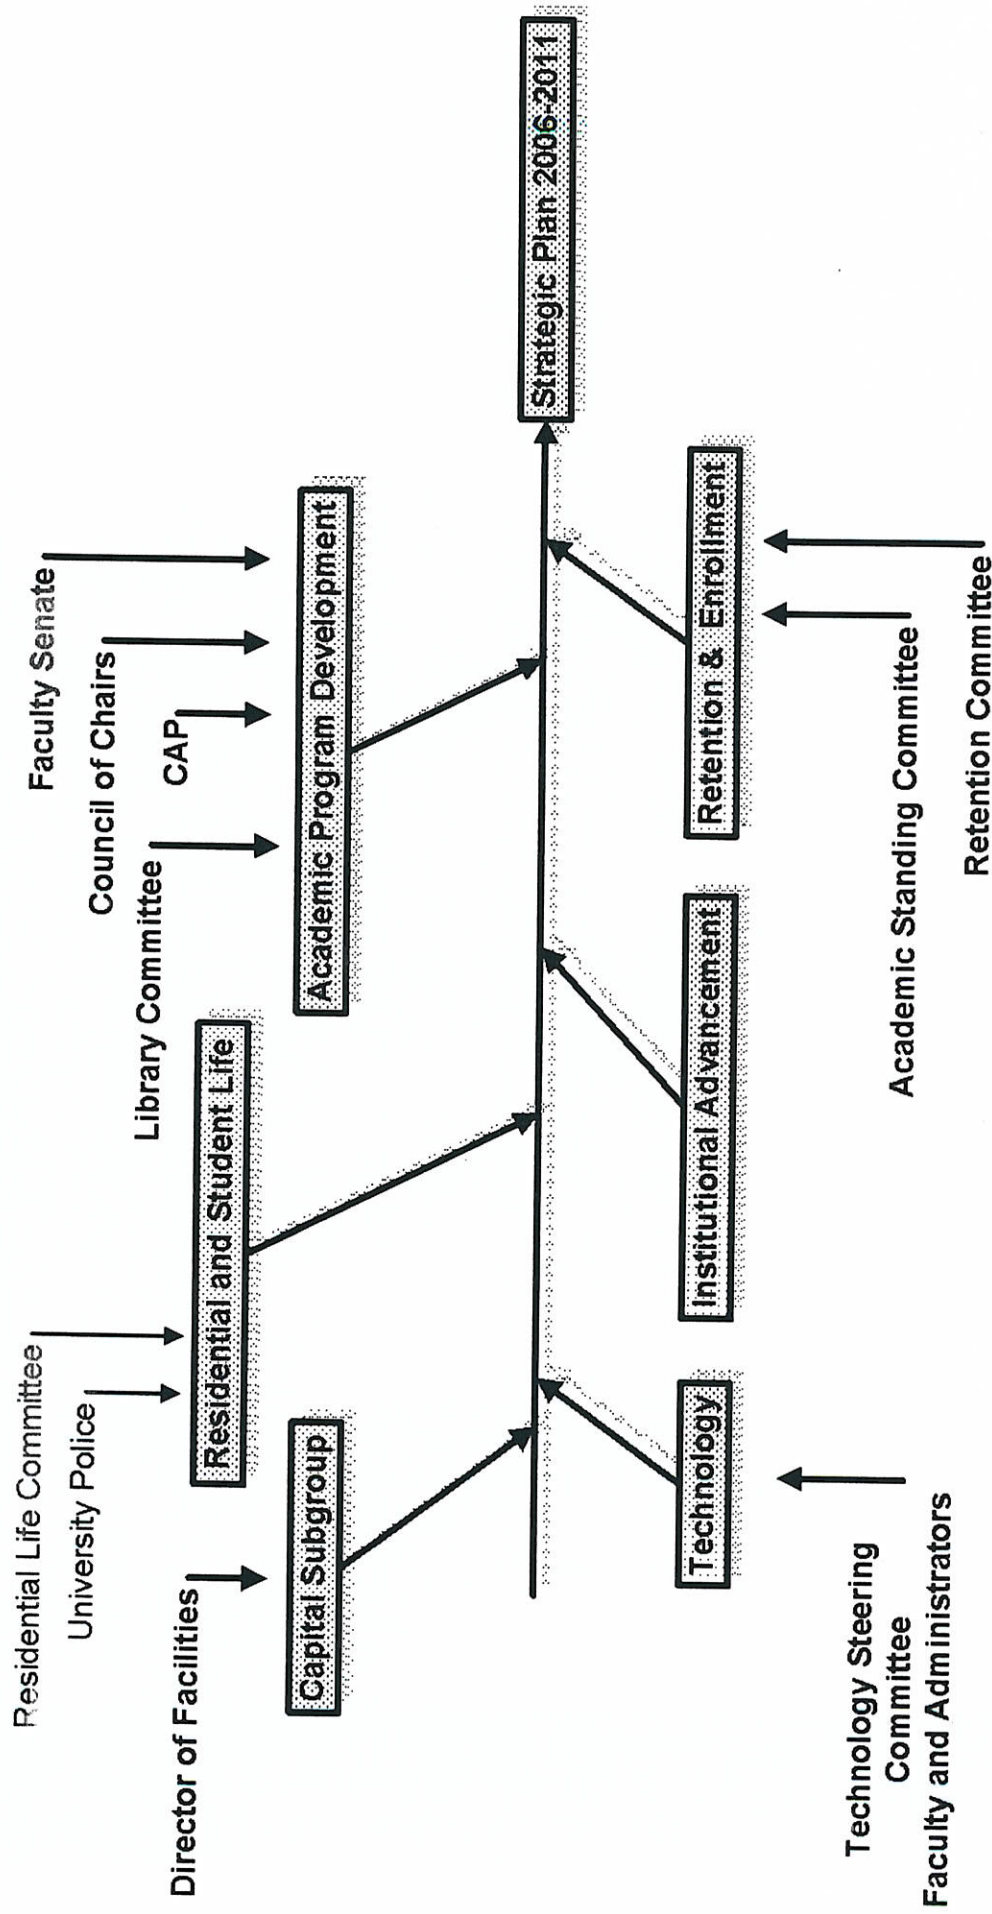 Residential Life Committee
University Police
Director of Facilities
Faculty Senate
Council of Chairs
CAP
Library Committee
Residential and Student Life
Capital Subgroup
Academic Program Development
Strategic Plan 2006-2011
Technology
Institutional Advancement
Retention & Enrollment
Technology Steering
Committee
Faculty and Administrators
Academic Standing Committee
Retention Committee